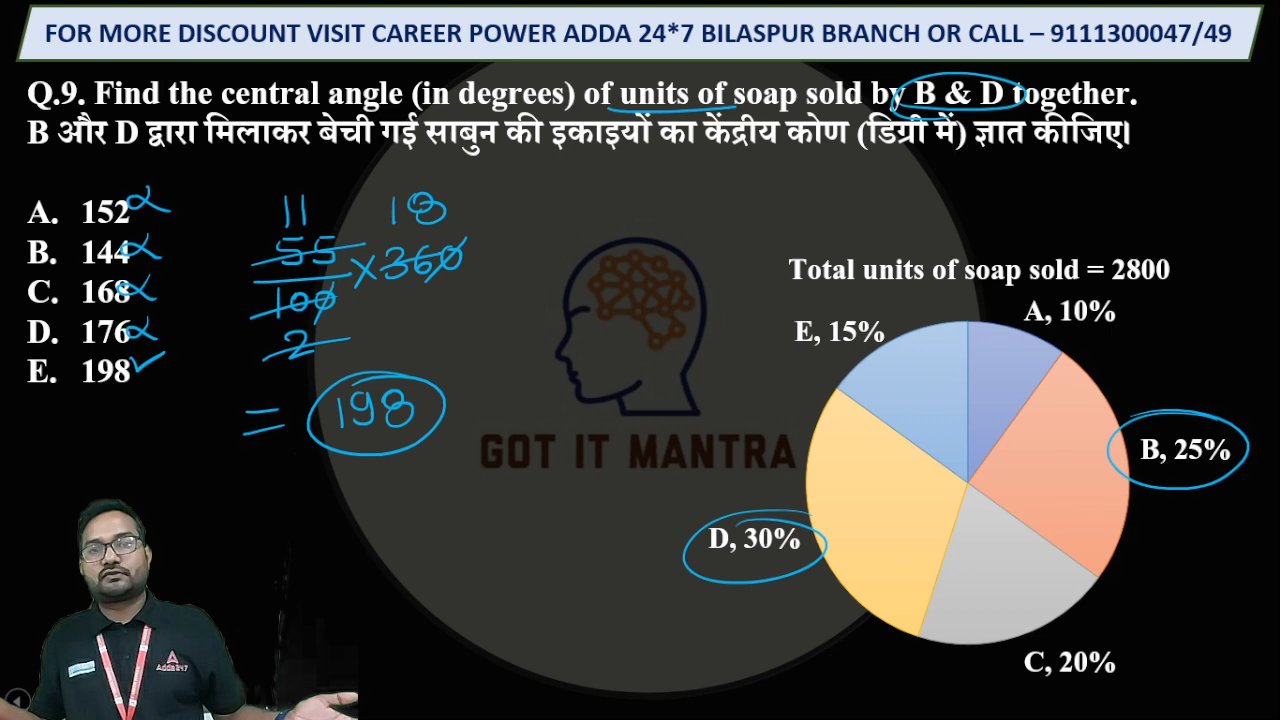 FOR MORE DISCOUNT VISIT CAREER POWER ADDA 24*7 BILASPUR BRANCH OR CALL – 9111300047/49
Q.9. Find the central angle (in degrees) of units of soap sold by B & D together.
B और D द्वारा मिलाकर बेची गई साबुन की इकाइयों का केंद्रीय कोण (डिग्री में) ज्ञात कीजिए।
A. 152
B. 144
C. 168
D. 176
E. 198
11 18
55 × 360
100
2
= 198
Total units of soap sold = 2800
A, 10%
E, 15%
B, 25%
D, 30%
C, 20%
GOT IT MANTRA
Adda247